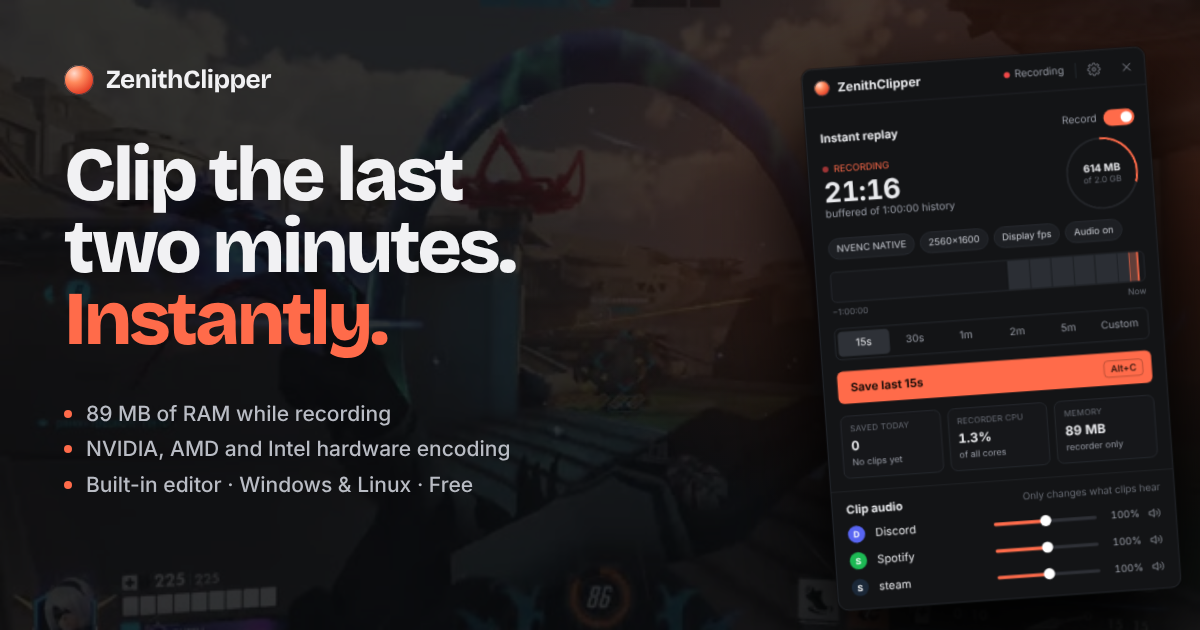 ZenithClipper
Clip the last
two minutes.
Instantly.
89 MB of RAM while recording
NVIDIA, AMD and Intel hardware encoding
Built-in editor · Windows & Linux · Free
225 225
86
ZenithClipper
Recording
Instant replay
Record
RECORDING
21:16
buffered of 1:00:00 history
614 MB
of 2.0 GB
NVENC NATIVE 2560×1600 Display fps Audio on
−1:00:00
Now
15s 30s 1m 2m 5m Custom
Save last 15s Alt+C
SAVED TODAY
0
No clips yet
RECORDER CPU
1.3%
of all cores
MEMORY
89 MB
recorder only
Clip audio
Only changes what clips hear
D Discord 100%
S Spotify 100%
S steam 100%